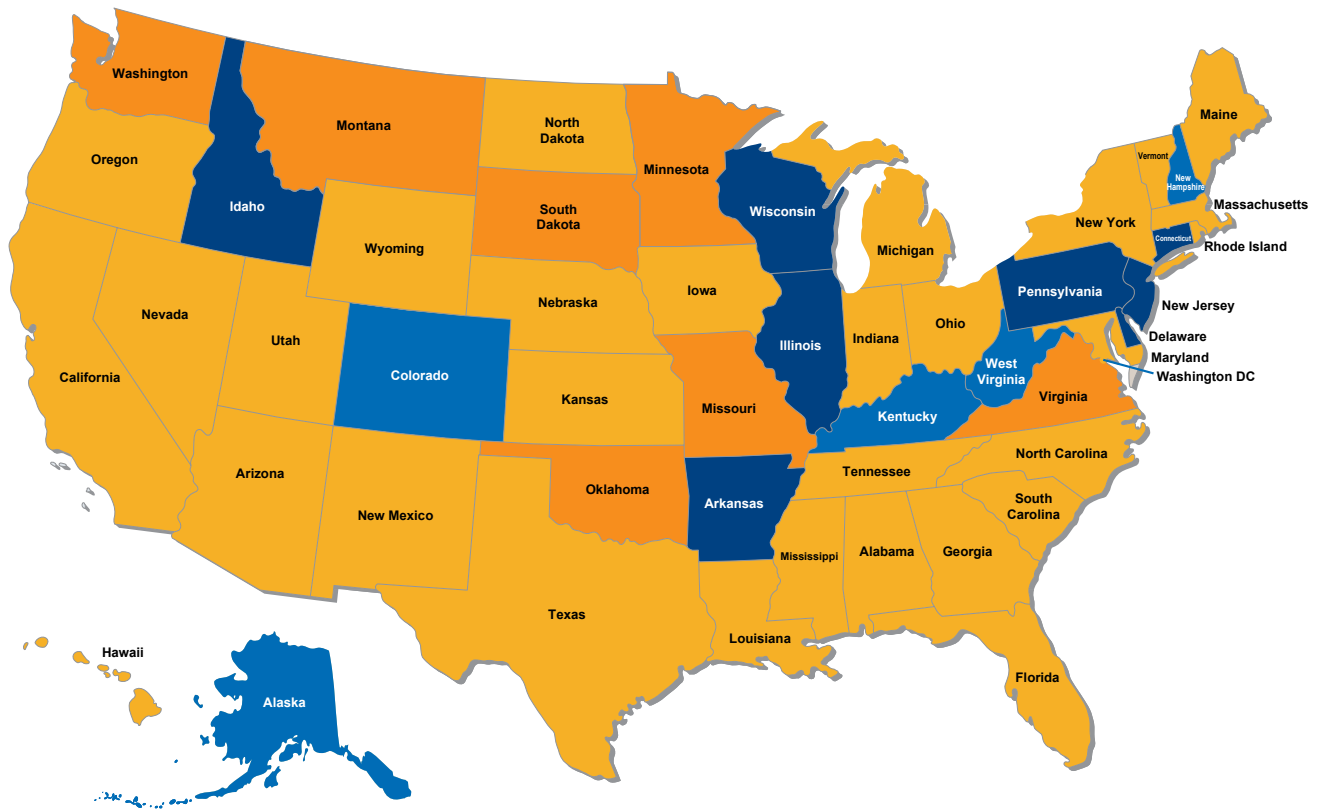 Washington
Oregon
California
Nevada
Idaho
Montana
Wyoming
Utah
Colorado
Arizona
New Mexico
North
Dakota
South
Dakota
Nebraska
Kansas
Oklahoma
Texas
Minnesota
Iowa
Missouri
Arkansas
Louisiana
Wisconsin
Illinois
Michigan
Indiana
Ohio
Kentucky
Tennessee
Mississippi
Alabama
Georgia
Florida
South
Carolina
North Carolina
Virginia
West
Virginia
Pennsylvania
New York
Vermont
New
Hampshire
Maine
Massachusetts
Connecticut
Rhode Island
New Jersey
Delaware
Maryland
Washington DC
Hawaii
Alaska